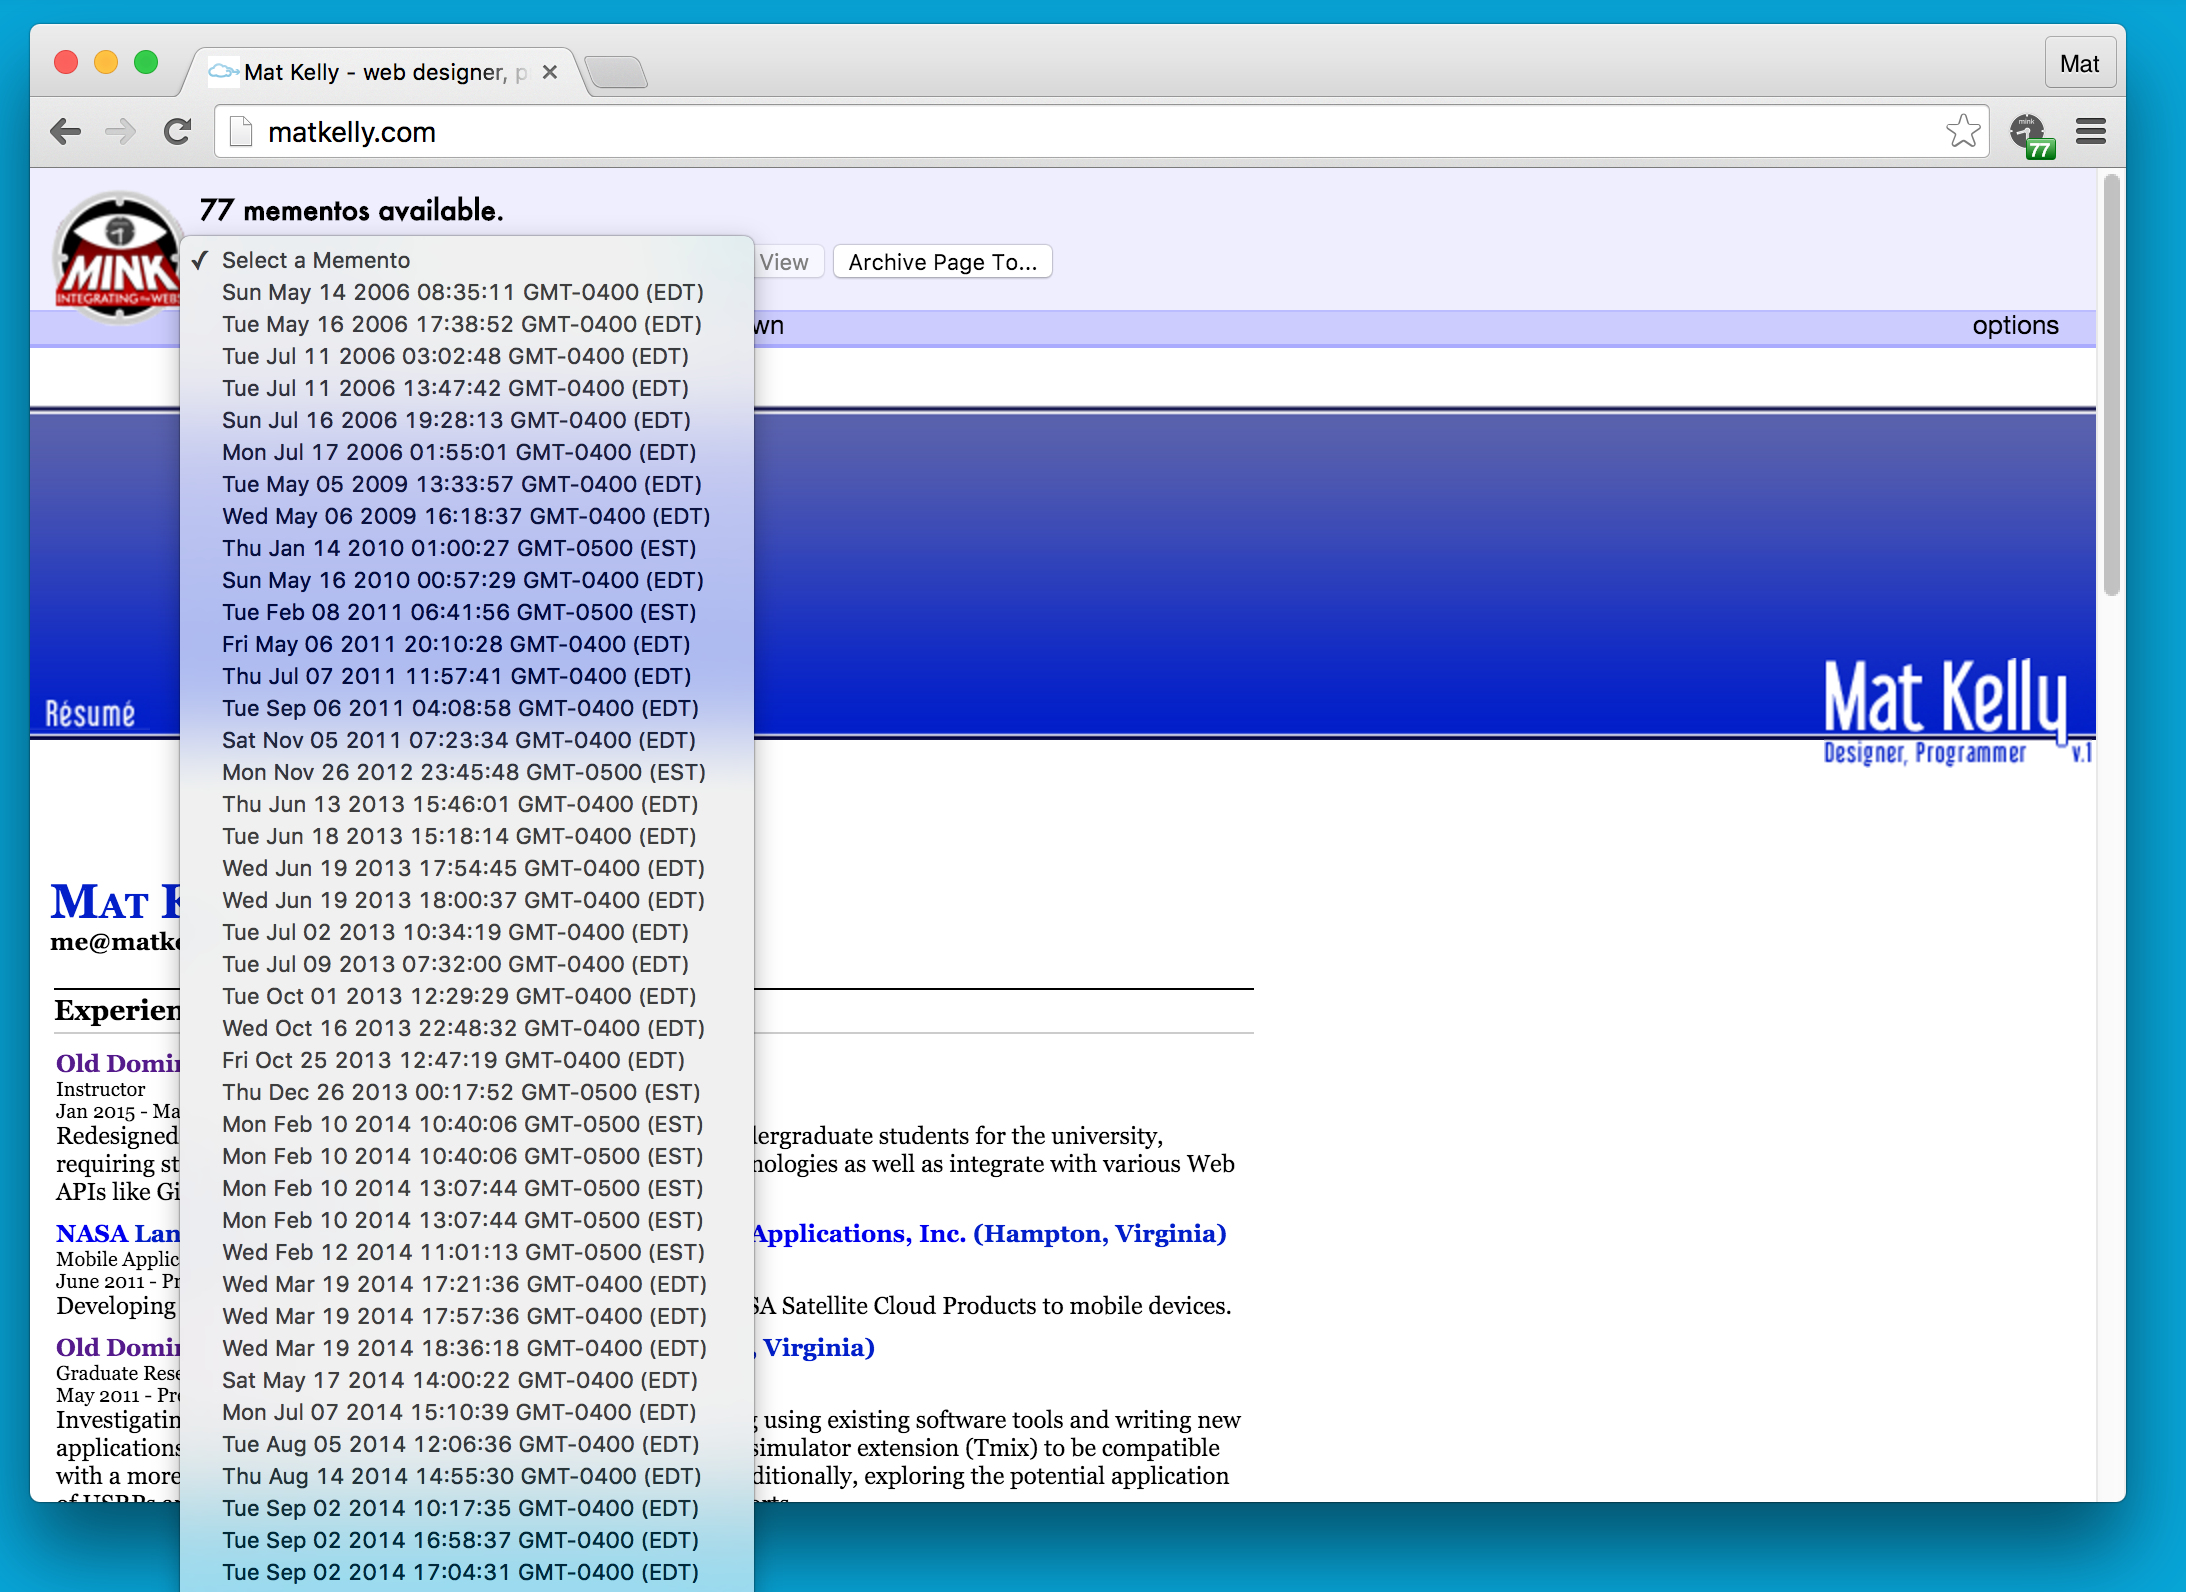 Mat Kelly - web designer, p
Mat
matkelly.com
mink
77
77 mementos available.
MINK
INTEGRATING the WEBS
✓ Select a Memento
View
Archive Page To...
Sun May 14 2006 08:35:11 GMT-0400 (EDT)
Tue May 16 2006 17:38:52 GMT-0400 (EDT)
wn
options
Tue Jul 11 2006 03:02:48 GMT-0400 (EDT)
Tue Jul 11 2006 13:47:42 GMT-0400 (EDT)
Sun Jul 16 2006 19:28:13 GMT-0400 (EDT)
Mon Jul 17 2006 01:55:01 GMT-0400 (EDT)
Tue May 05 2009 13:33:57 GMT-0400 (EDT)
Wed May 06 2009 16:18:37 GMT-0400 (EDT)
Thu Jan 14 2010 01:00:27 GMT-0500 (EST)
Sun May 16 2010 00:57:29 GMT-0400 (EDT)
Tue Feb 08 2011 06:41:56 GMT-0500 (EST)
Fri May 06 2011 20:10:28 GMT-0400 (EDT)
Thu Jul 07 2011 11:57:41 GMT-0400 (EDT)
Tue Sep 06 2011 04:08:58 GMT-0400 (EDT)
Sat Nov 05 2011 07:23:34 GMT-0400 (EDT)
Mon Nov 26 2012 23:45:48 GMT-0500 (EST)
Thu Jun 13 2013 15:46:01 GMT-0400 (EDT)
Tue Jun 18 2013 15:18:14 GMT-0400 (EDT)
Wed Jun 19 2013 17:54:45 GMT-0400 (EDT)
Wed Jun 19 2013 18:00:37 GMT-0400 (EDT)
Tue Jul 02 2013 10:34:19 GMT-0400 (EDT)
Tue Jul 09 2013 07:32:00 GMT-0400 (EDT)
Tue Oct 01 2013 12:29:29 GMT-0400 (EDT)
Wed Oct 16 2013 22:48:32 GMT-0400 (EDT)
Fri Oct 25 2013 12:47:19 GMT-0400 (EDT)
Thu Dec 26 2013 00:17:52 GMT-0500 (EST)
Mon Feb 10 2014 10:40:06 GMT-0500 (EST)
Mon Feb 10 2014 10:40:06 GMT-0500 (EST)
Mon Feb 10 2014 13:07:44 GMT-0500 (EST)
Mon Feb 10 2014 13:07:44 GMT-0500 (EST)
Wed Feb 12 2014 11:01:13 GMT-0500 (EST)
Wed Mar 19 2014 17:21:36 GMT-0400 (EDT)
Wed Mar 19 2014 17:57:36 GMT-0400 (EDT)
Wed Mar 19 2014 18:36:18 GMT-0400 (EDT)
Sat May 17 2014 14:00:22 GMT-0400 (EDT)
Mon Jul 07 2014 15:10:39 GMT-0400 (EDT)
Tue Aug 05 2014 12:06:36 GMT-0400 (EDT)
Thu Aug 14 2014 14:55:30 GMT-0400 (EDT)
Tue Sep 02 2014 10:17:35 GMT-0400 (EDT)
Tue Sep 02 2014 16:58:37 GMT-0400 (EDT)
Tue Sep 02 2014 17:04:31 GMT-0400 (EDT)
Résumé
Mat Kelly
Designer, Programmer v.1
Mat K
me@matke
Experien
Old Domin
Instructor
Jan 2015 - Ma
Redesigned
dergraduate students for the university,
requiring st
nologies as well as integrate with various Web
APIs like Gi
NASA Lan
Applications, Inc. (Hampton, Virginia)
Mobile Applic
June 2011 - Pr
Developing
SA Satellite Cloud Products to mobile devices.
Old Domin
, Virginia)
Graduate Rese
May 2011 - Pre
Investigatin
g using existing software tools and writing new
applications
simulator extension (Tmix) to be compatible
with a more
ditionally, exploring the potential application
of USRPs